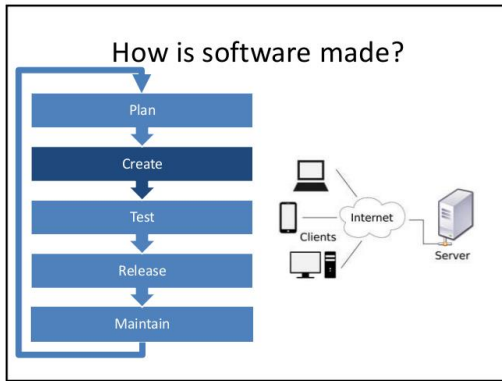 How is software made?
Plan
Create
Test
Release
Maintain
Internet
Clients
Server